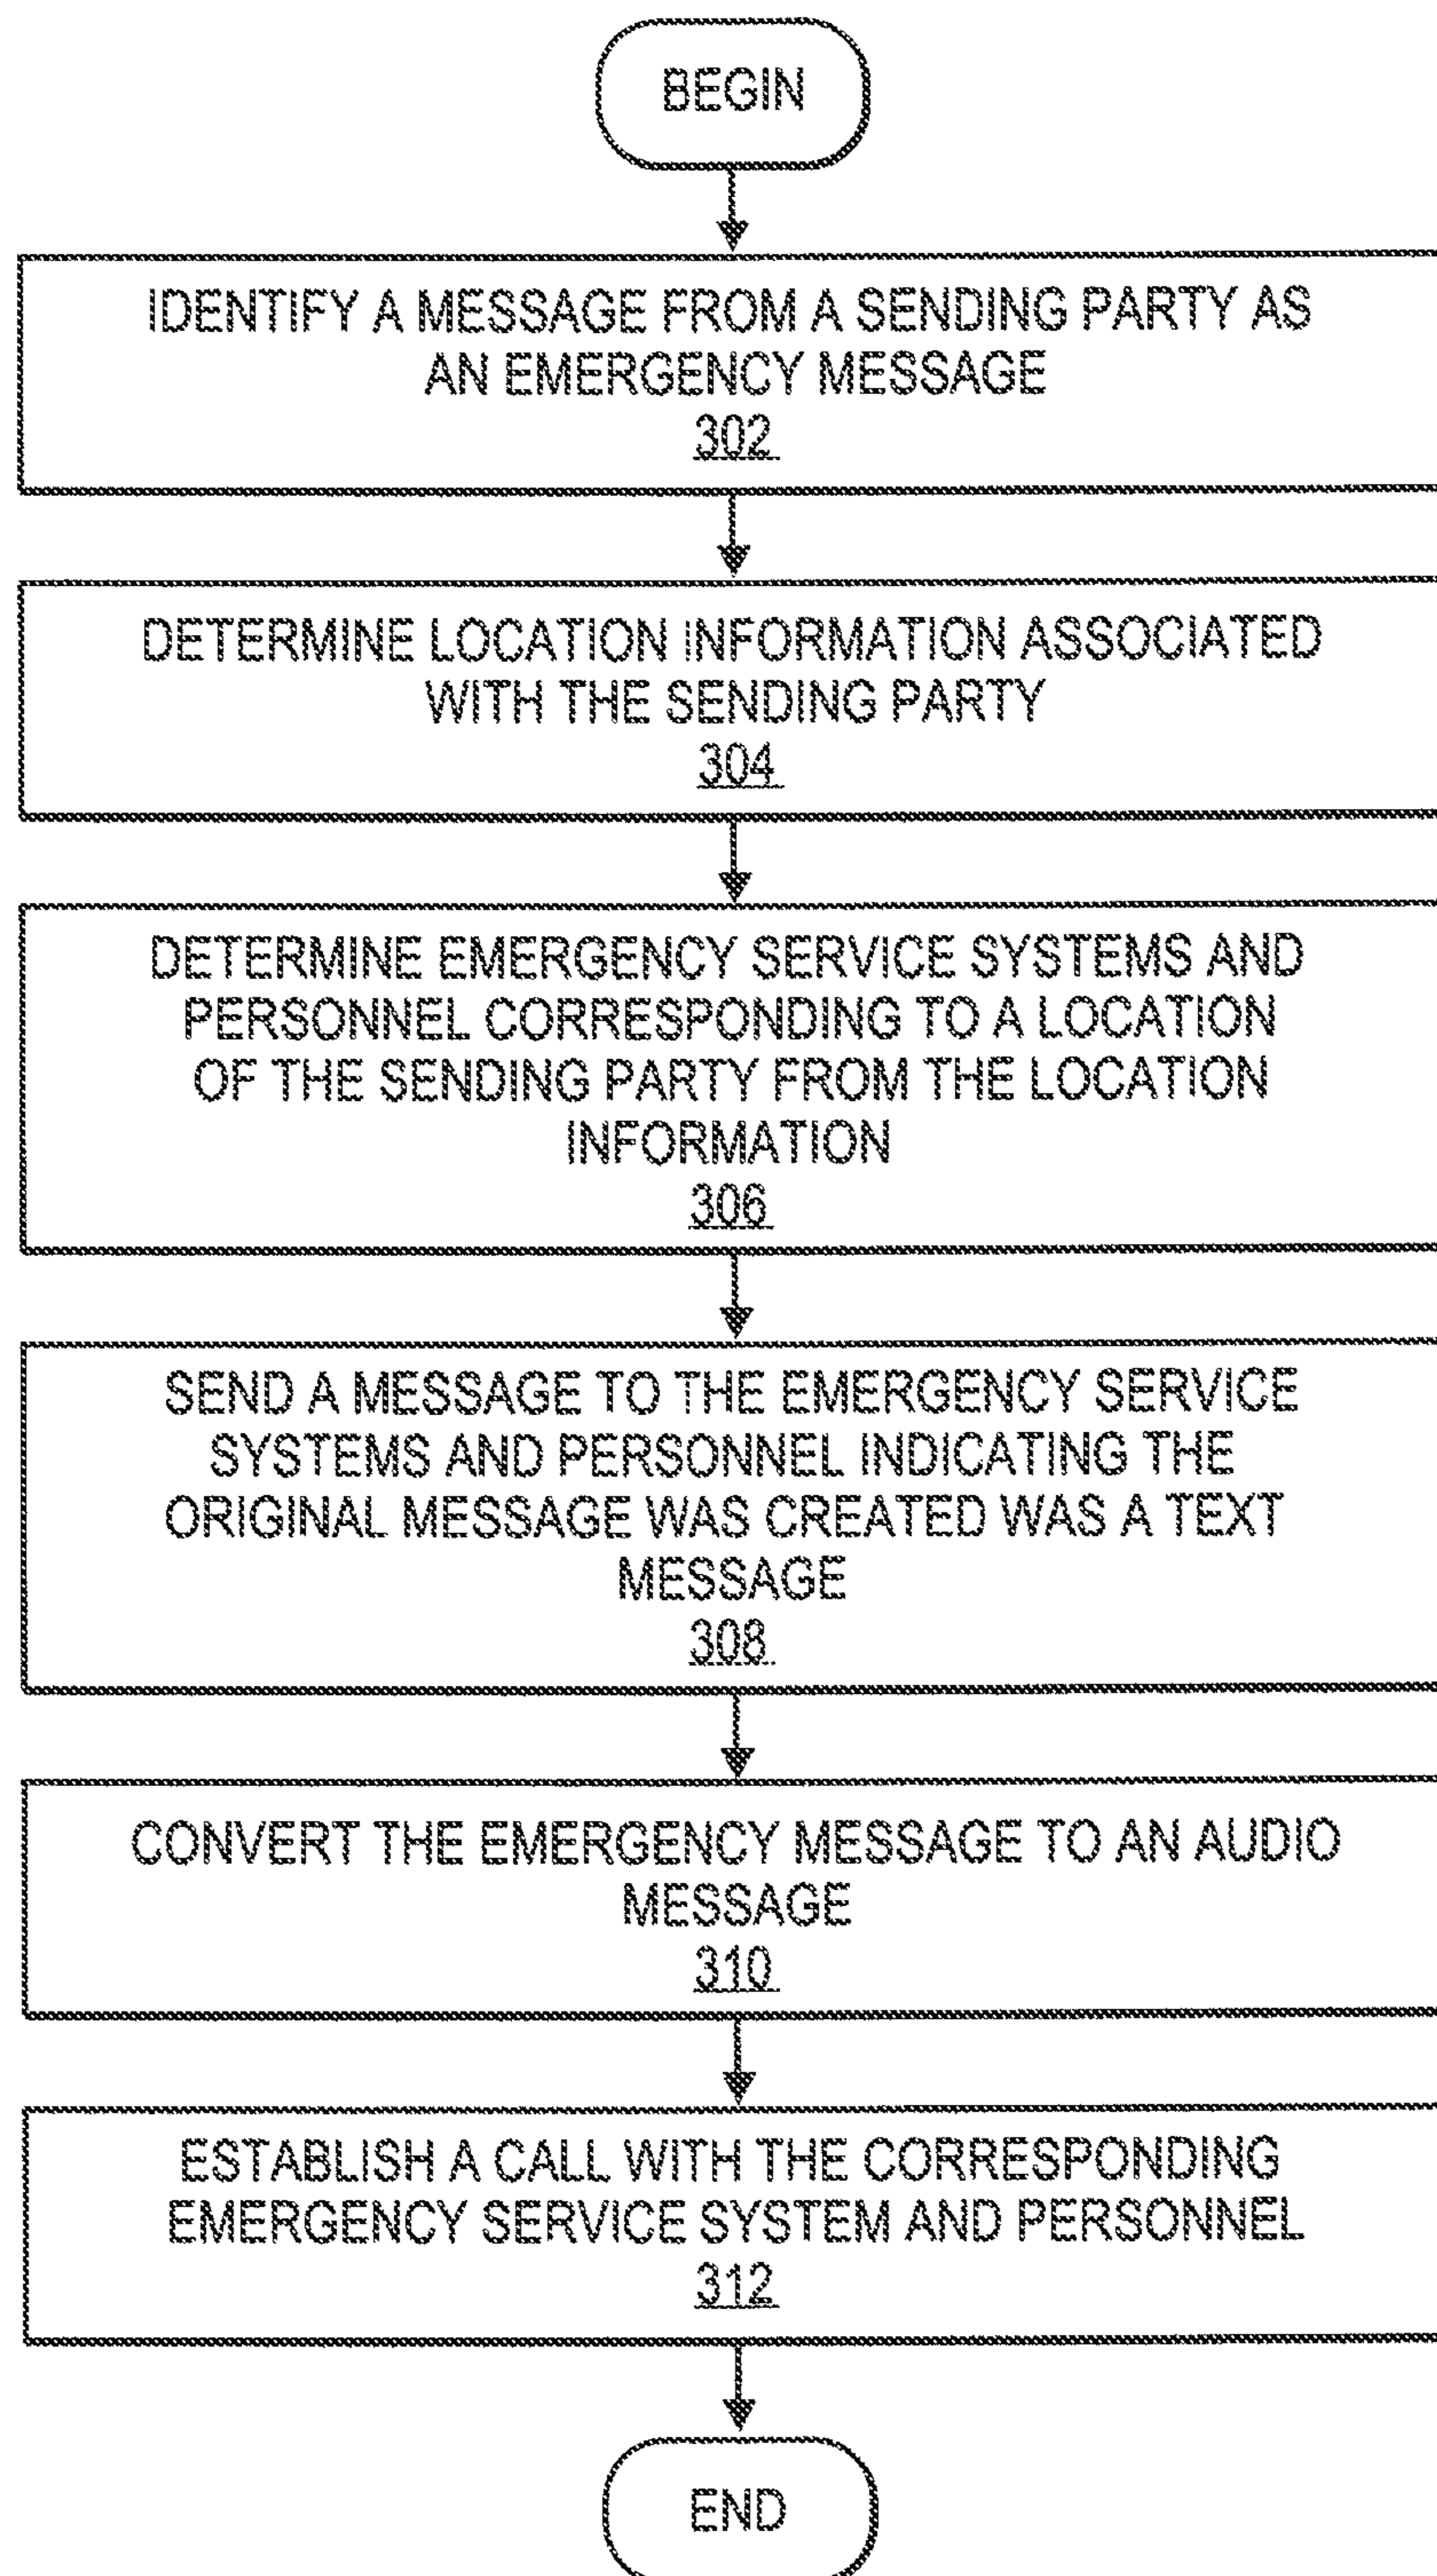 BEGIN
IDENTIFY A MESSAGE FROM A SENDING PARTY AS
AN EMERGENCY MESSAGE
302
DETERMINE LOCATION INFORMATION ASSOCIATED
WITH THE SENDING PARTY
304
DETERMINE EMERGENCY SERVICE SYSTEMS AND
PERSONNEL CORRESPONDING TO A LOCATION
OF THE SENDING PARTY FROM THE LOCATION
INFORMATION
306
SEND A MESSAGE TO THE EMERGENCY SERVICE
SYSTEMS AND PERSONNEL INDICATING THE
ORIGINAL MESSAGE WAS CREATED WAS A TEXT
MESSAGE
308
CONVERT THE EMERGENCY MESSAGE TO AN AUDIO
MESSAGE
310
ESTABLISH A CALL WITH THE CORRESPONDING
EMERGENCY SERVICE SYSTEM AND PERSONNEL
312
END